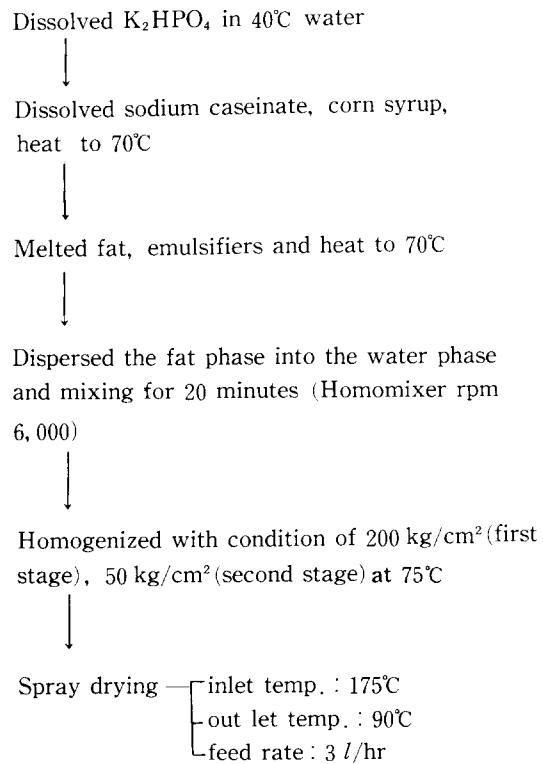 Dissolved K₂HPO₄ in 40℃ water
Dissolved sodium caseinate, corn syrup,
heat to 70℃
Melted fat, emulsifiers and heat to 70℃
Dispersed the fat phase into the water phase
and mixing for 20 minutes (Homomixer rpm
6,000)
Homogenized with condition of 200 kg/cm² (first
stage), 50 kg/cm² (second stage) at 75℃
Spray drying inlet temp. : 175℃
out let temp. : 90℃
feed rate : 3 l/hr